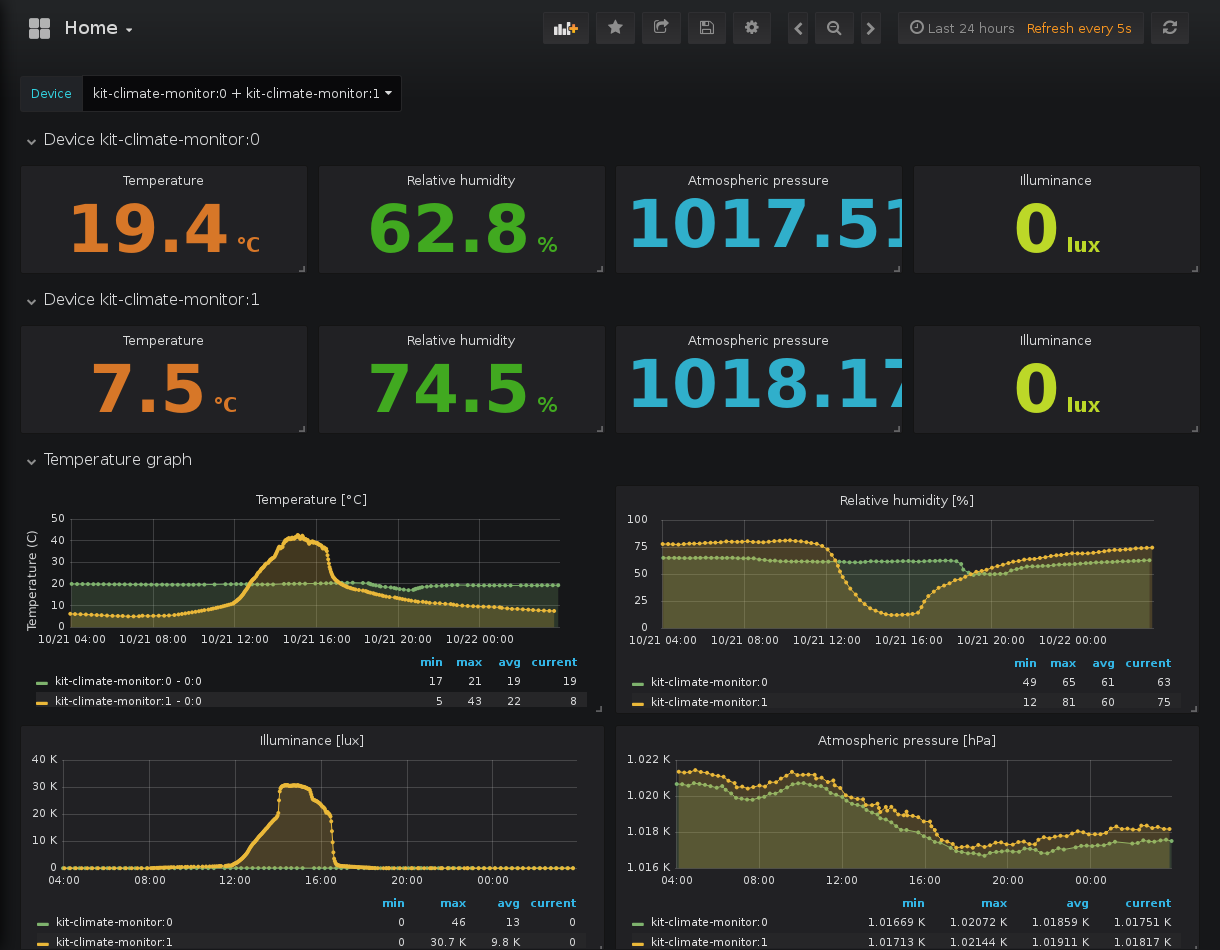 Home
Last 24 hours Refresh every 5s
Device kit-climate-monitor:0 + kit-climate-monitor:1
Device kit-climate-monitor:0
Temperature Relative humidity Atmospheric pressure Illuminance
19.4 °C 62.8 % 1017.51 0 lux
Device kit-climate-monitor:1
Temperature Relative humidity Atmospheric pressure Illuminance
7.5 °C 74.5 % 1018.17 0 lux
Temperature graph
Temperature [°C]
Temperature (C)
50
40
30
20
10
0
10/21 04:00 10/21 08:00 10/21 12:00 10/21 16:00 10/21 20:00 10/22 00:00
min max avg current
kit-climate-monitor:0 - 0:0 17 21 19 19
kit-climate-monitor:1 - 0:0 5 43 22 8
Relative humidity [%]
100
75
50
25
0
10/21 04:00 10/21 08:00 10/21 12:00 10/21 16:00 10/21 20:00 10/22 00:00
min max avg current
kit-climate-monitor:0 49 65 61 63
kit-climate-monitor:1 12 81 60 75
Illuminance [lux]
40 K
30 K
20 K
10 K
0
04:00 08:00 12:00 16:00 20:00 00:00
min max avg current
kit-climate-monitor:0 0 46 13 0
kit-climate-monitor:1 0 30.7 K 9.8 K 0
Atmospheric pressure [hPa]
1.022 K
1.020 K
1.018 K
1.016 K
04:00 08:00 12:00 16:00 20:00 00:00
min max avg current
kit-climate-monitor:0 1.01669 K 1.02072 K 1.01859 K 1.01751 K
kit-climate-monitor:1 1.01713 K 1.02144 K 1.01911 K 1.01817 K